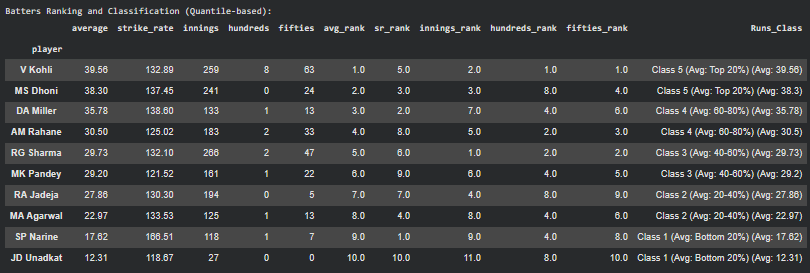 Batters Ranking and Classification (Quantile-based):
average strike_rate innings hundreds fifties avg_rank sr_rank innings_rank hundreds_rank fifties_rank Runs_Class
player
V Kohli 39.56 132.89 259 8 63 1.0 5.0 2.0 1.0 1.0 Class 5 (Avg: Top 20%) (Avg: 39.56)
MS Dhoni 38.30 137.45 241 0 24 2.0 3.0 3.0 8.0 4.0 Class 5 (Avg: Top 20%) (Avg: 38.3)
DA Miller 35.78 138.60 133 1 13 3.0 2.0 7.0 4.0 6.0 Class 4 (Avg: 60-80%) (Avg: 35.78)
AM Rahane 30.50 125.02 183 2 33 4.0 8.0 5.0 2.0 3.0 Class 4 (Avg: 60-80%) (Avg: 30.5)
RG Sharma 29.73 132.10 266 2 47 5.0 6.0 1.0 2.0 2.0 Class 3 (Avg: 40-60%) (Avg: 29.73)
MK Pandey 29.20 121.52 161 1 22 6.0 9.0 6.0 4.0 5.0 Class 3 (Avg: 40-60%) (Avg: 29.2)
RA Jadeja 27.86 130.30 194 0 5 7.0 7.0 4.0 8.0 9.0 Class 2 (Avg: 20-40%) (Avg: 27.86)
MA Agarwal 22.97 133.53 125 1 13 8.0 4.0 8.0 4.0 6.0 Class 2 (Avg: 20-40%) (Avg: 22.97)
SP Narine 17.62 166.51 118 1 7 9.0 1.0 9.0 4.0 8.0 Class 1 (Avg: Bottom 20%) (Avg: 17.62)
JD Unadkat 12.31 118.67 27 0 0 10.0 10.0 11.0 8.0 10.0 Class 1 (Avg: Bottom 20%) (Avg: 12.31)